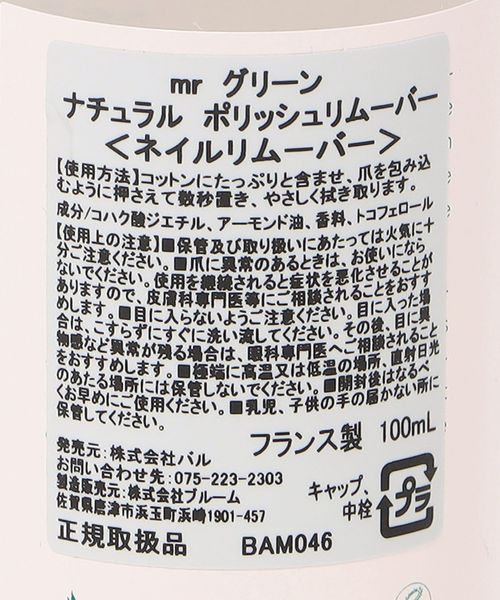 mr グリーン
ナチュラル ポリッシュリムーバー
＜ネイルリムーバー＞
【使用方法】コットンにたっぷりと含ませ、爪を包み込
むように押さえて数秒置き、やさしく拭き取ります。
成分/コハク酸ジエチル、アーモンド油、香料、トコフェロール
【使用上の注意】■保管及び取り扱いにあたっては火気に十
分ご注意ください。■爪に異常のあるときは、お使いになら
ないでください。使用を継続されると症状を悪化させることが
ありますので、皮膚科専門医等にご相談されることをおすす
めします。■目に入らないようご注意ください。目に入った場
合は、こすらずにすぐに洗い流してください。その後、目に異
物感など異常が残る場合は、眼科専門医へご相談されること
をおすすめします。■極端に高温又は低温の場所、直射日光
のあたる場所には保管しないでください。■開封後はなるべ
くお早めにご使用ください。■乳児、子供の手の届かない所に
保管してください。
フランス製 100mL
発売元：株式会社バル
お問い合わせ先：075-223-2303
製造販売元：株式会社ブルーム
佐賀県唐津市浜玉町浜崎1901-457
キャップ、
中栓
プラ
正規取扱品 BAM046